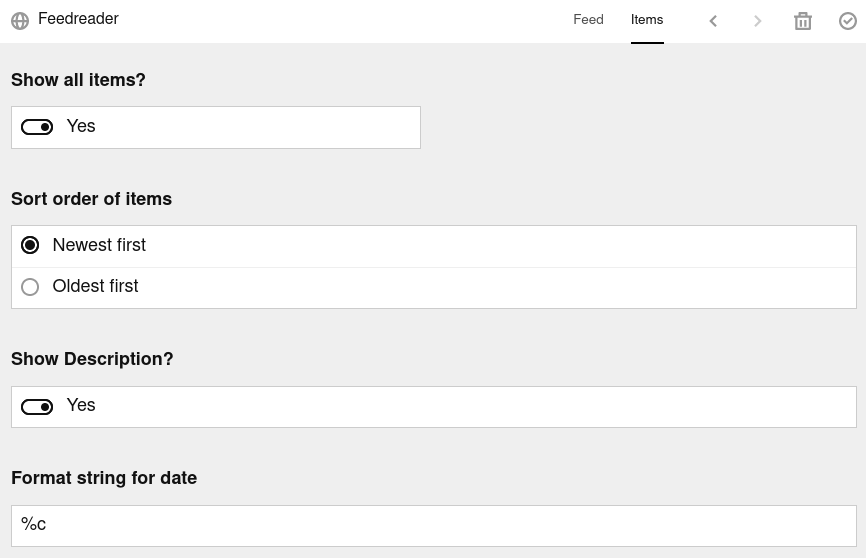 Feedreader
Feed Items
Show all items?
Yes
Sort order of items
Newest first
Oldest first
Show Description?
Yes
Format string for date
%c